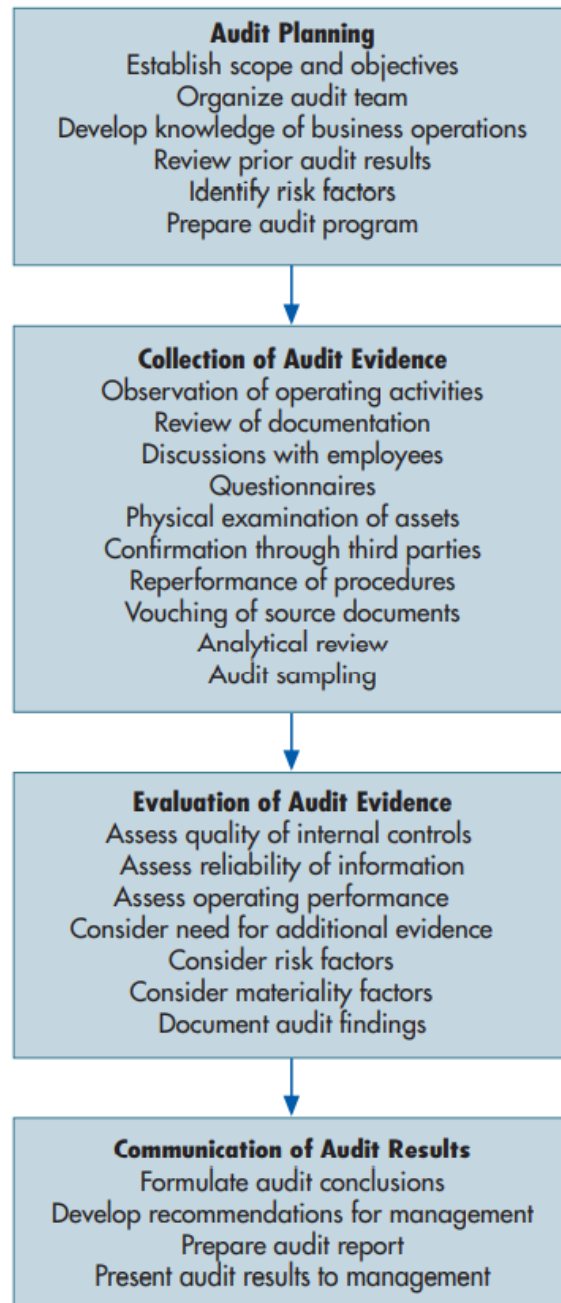 Audit Planning
Establish scope and objectives
Organize audit team
Develop knowledge of business operations
Review prior audit results
Identify risk factors
Prepare audit program
Collection of Audit Evidence
Observation of operating activities
Review of documentation
Discussions with employees
Questionnaires
Physical examination of assets
Confirmation through third parties
Reperformance of procedures
Vouching of source documents
Analytical review
Audit sampling
Evaluation of Audit Evidence
Assess quality of internal controls
Assess reliability of information
Assess operating performance
Consider need for additional evidence
Consider risk factors
Consider materiality factors
Document audit findings
Communication of Audit Results
Formulate audit conclusions
Develop recommendations for management
Prepare audit report
Present audit results to management